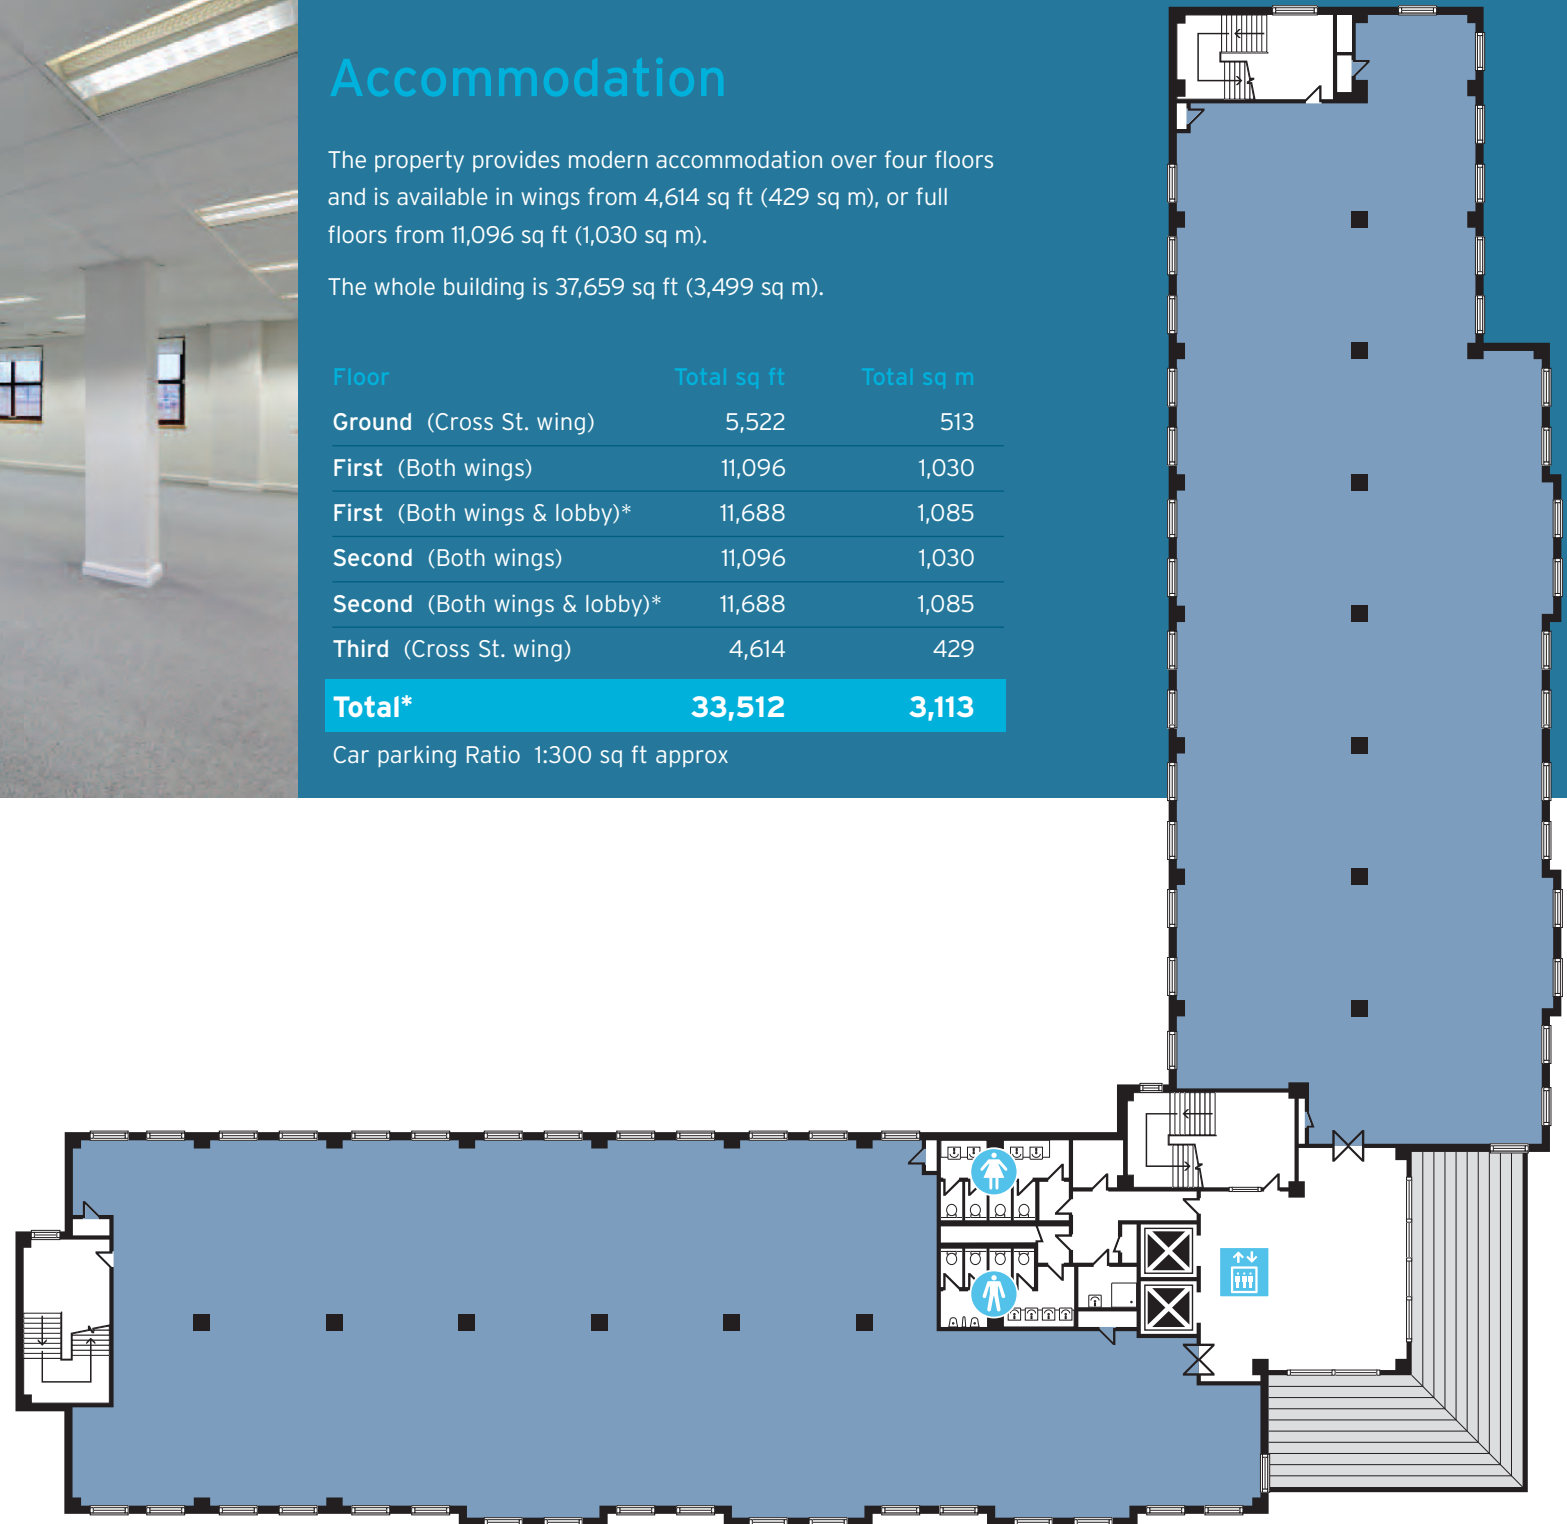 Accommodation
The property provides modern accommodation over four floors
and is available in wings from 4,614 sq ft (429 sq m), or full
floors from 11,096 sq ft (1,030 sq m).
The whole building is 37,659 sq ft (3,499 sq m).
Floor Total sq ft Total sq m
Ground (Cross St. wing) 5,522 513
First (Both wings) 11,096 1,030
First (Both wings & lobby)* 11,688 1,085
Second (Both wings) 11,096 1,030
Second (Both wings & lobby)* 11,688 1,085
Third (Cross St. wing) 4,614 429
Total* 33,512 3,113
Car parking Ratio 1:300 sq ft approx